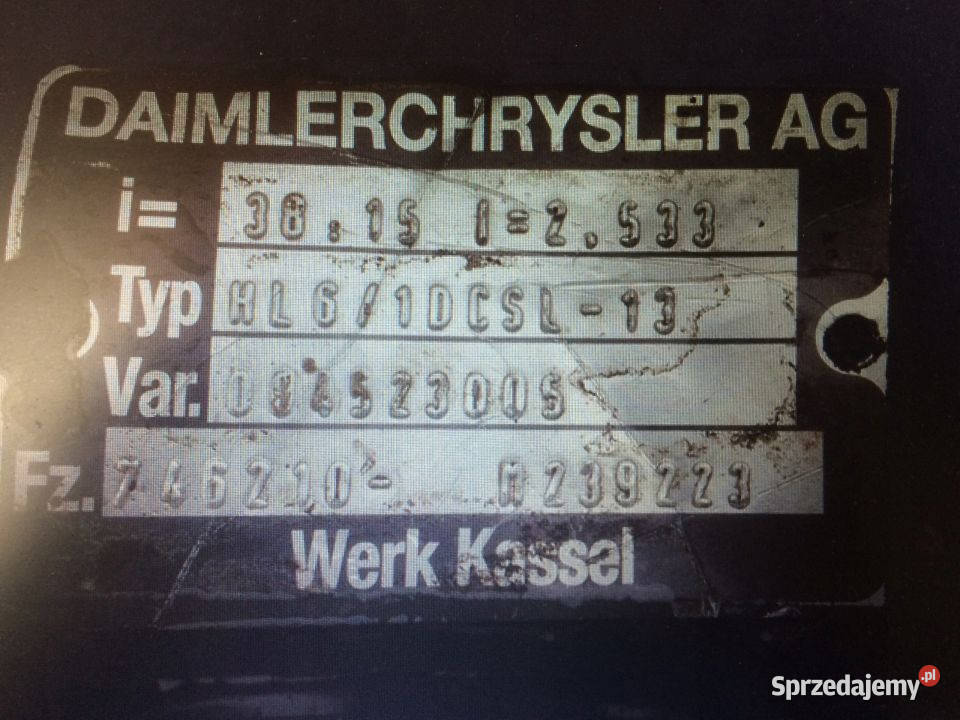 DAIMLERCHRYSLER AG
i= 38.15 I=2.533
Typ HL6/1DCSL-13
Var. 084523005
Fz. 746210- M239223
Werk Kassel
Sprzedajemy.pl